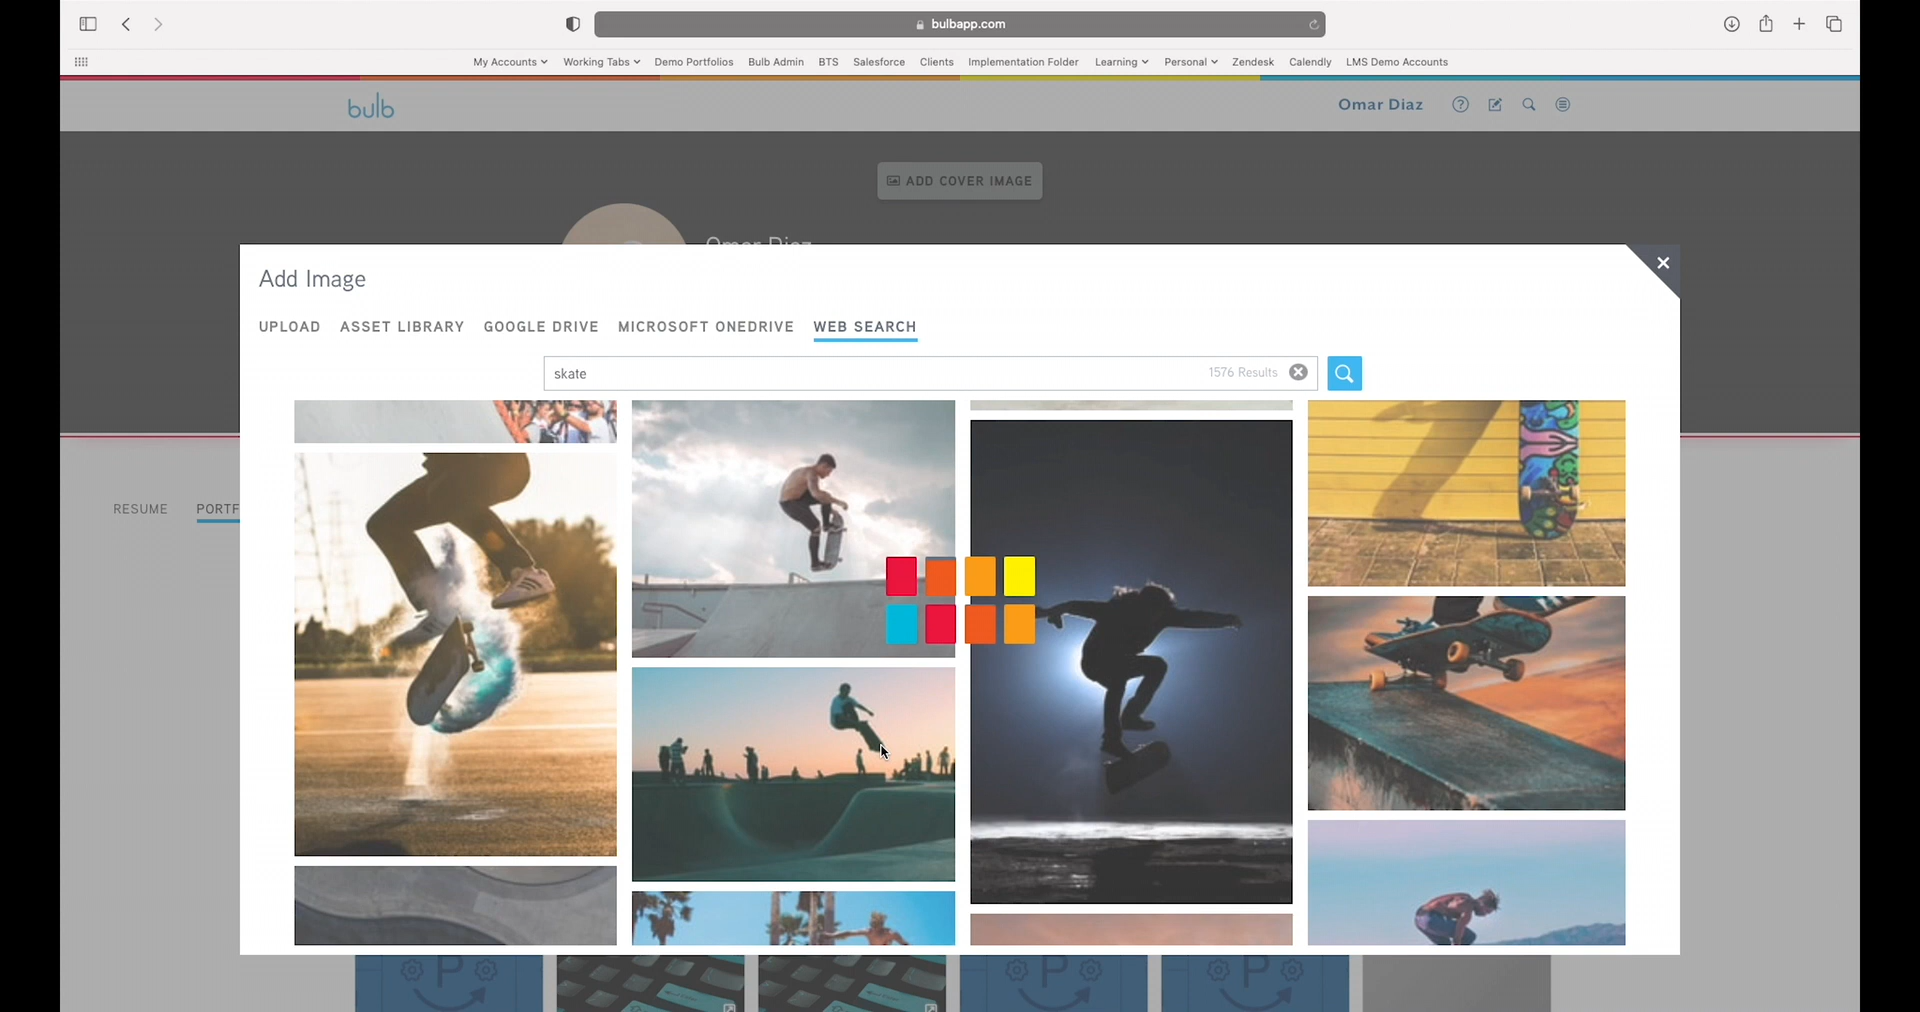 bulbapp.com
My Accounts Working Tabs Demo Portfolios Bulb Admin BTS Salesforce Clients Implementation Folder Learning Personal Zendesk Calendly LMS Demo Accounts
bulb
Omar Diaz
ADD COVER IMAGE
Omar Diaz
Add Image
UPLOAD ASSET LIBRARY GOOGLE DRIVE MICROSOFT ONEDRIVE WEB SEARCH
skate 1576 Results
RESUME PORTF
P P P